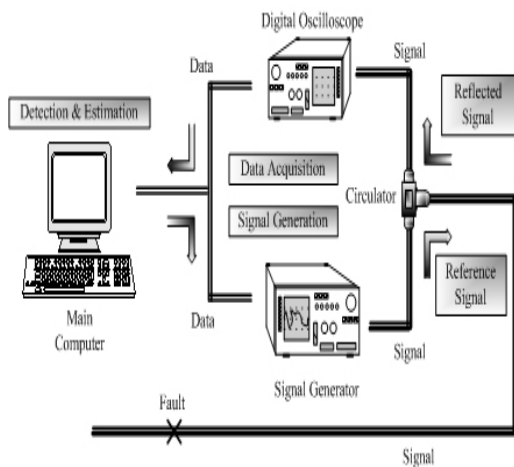 Digital Oscilloscope
Data
Signal
Detection & Estimation
Reflected
Signal
Data Acquisition
Circulator
Signal Generation
Reference
Signal
Main
Computer
Data
Signal
Signal Generator
Fault
Signal